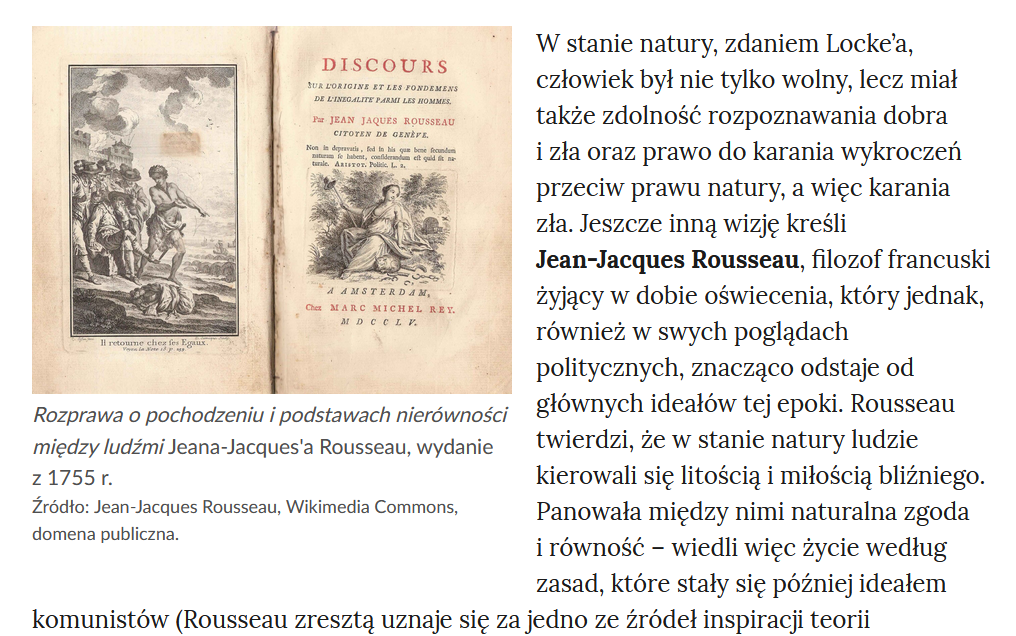 DISCOURS
SUR L'ORIGINE ET LES FONDEMENS
DE L'INEGALITE PARMI LES HOMMES.
Par JEAN JAQUES ROUSSEAU
CITOYEN DE GENÈVE.
Non in depravatis, sed in his quæ bene secundum
naturam se habent, considerandum est quid sit na-
turale. ARISTOT. Politic. L. 2.
A AMSTERDAM,
Chez MARC MICHEL REY.
MDCCLV.
Il retourne chez ses Egaux.
Rozprawa o pochodzeniu i podstawach nierówności
między ludźmi Jeana-Jacques'a Rousseau, wydanie
z 1755 r.
Źródło: Jean-Jacques Rousseau, Wikimedia Commons,
domena publiczna.
W stanie natury, zdaniem Locke’a,
człowiek był nie tylko wolny, lecz miał
także zdolność rozpoznawania dobra
i zła oraz prawo do karania wykroczeń
przeciw prawu natury, a więc karania
zła. Jeszcze inną wizję kreśli
Jean-Jacques Rousseau, filozof francuski
żyjący w dobie oświecenia, który jednak,
również w swych poglądach
politycznych, znacząco odstaje od
głównych ideałów tej epoki. Rousseau
twierdzi, że w stanie natury ludzie
kierowali się litością i miłością bliźniego.
Panowała między nimi naturalna zgoda
i równość – wiedli więc życie według
zasad, które stały się później ideałem
komunistów (Rousseau zresztą uznaje się za jedno ze źródeł inspiracji teorii